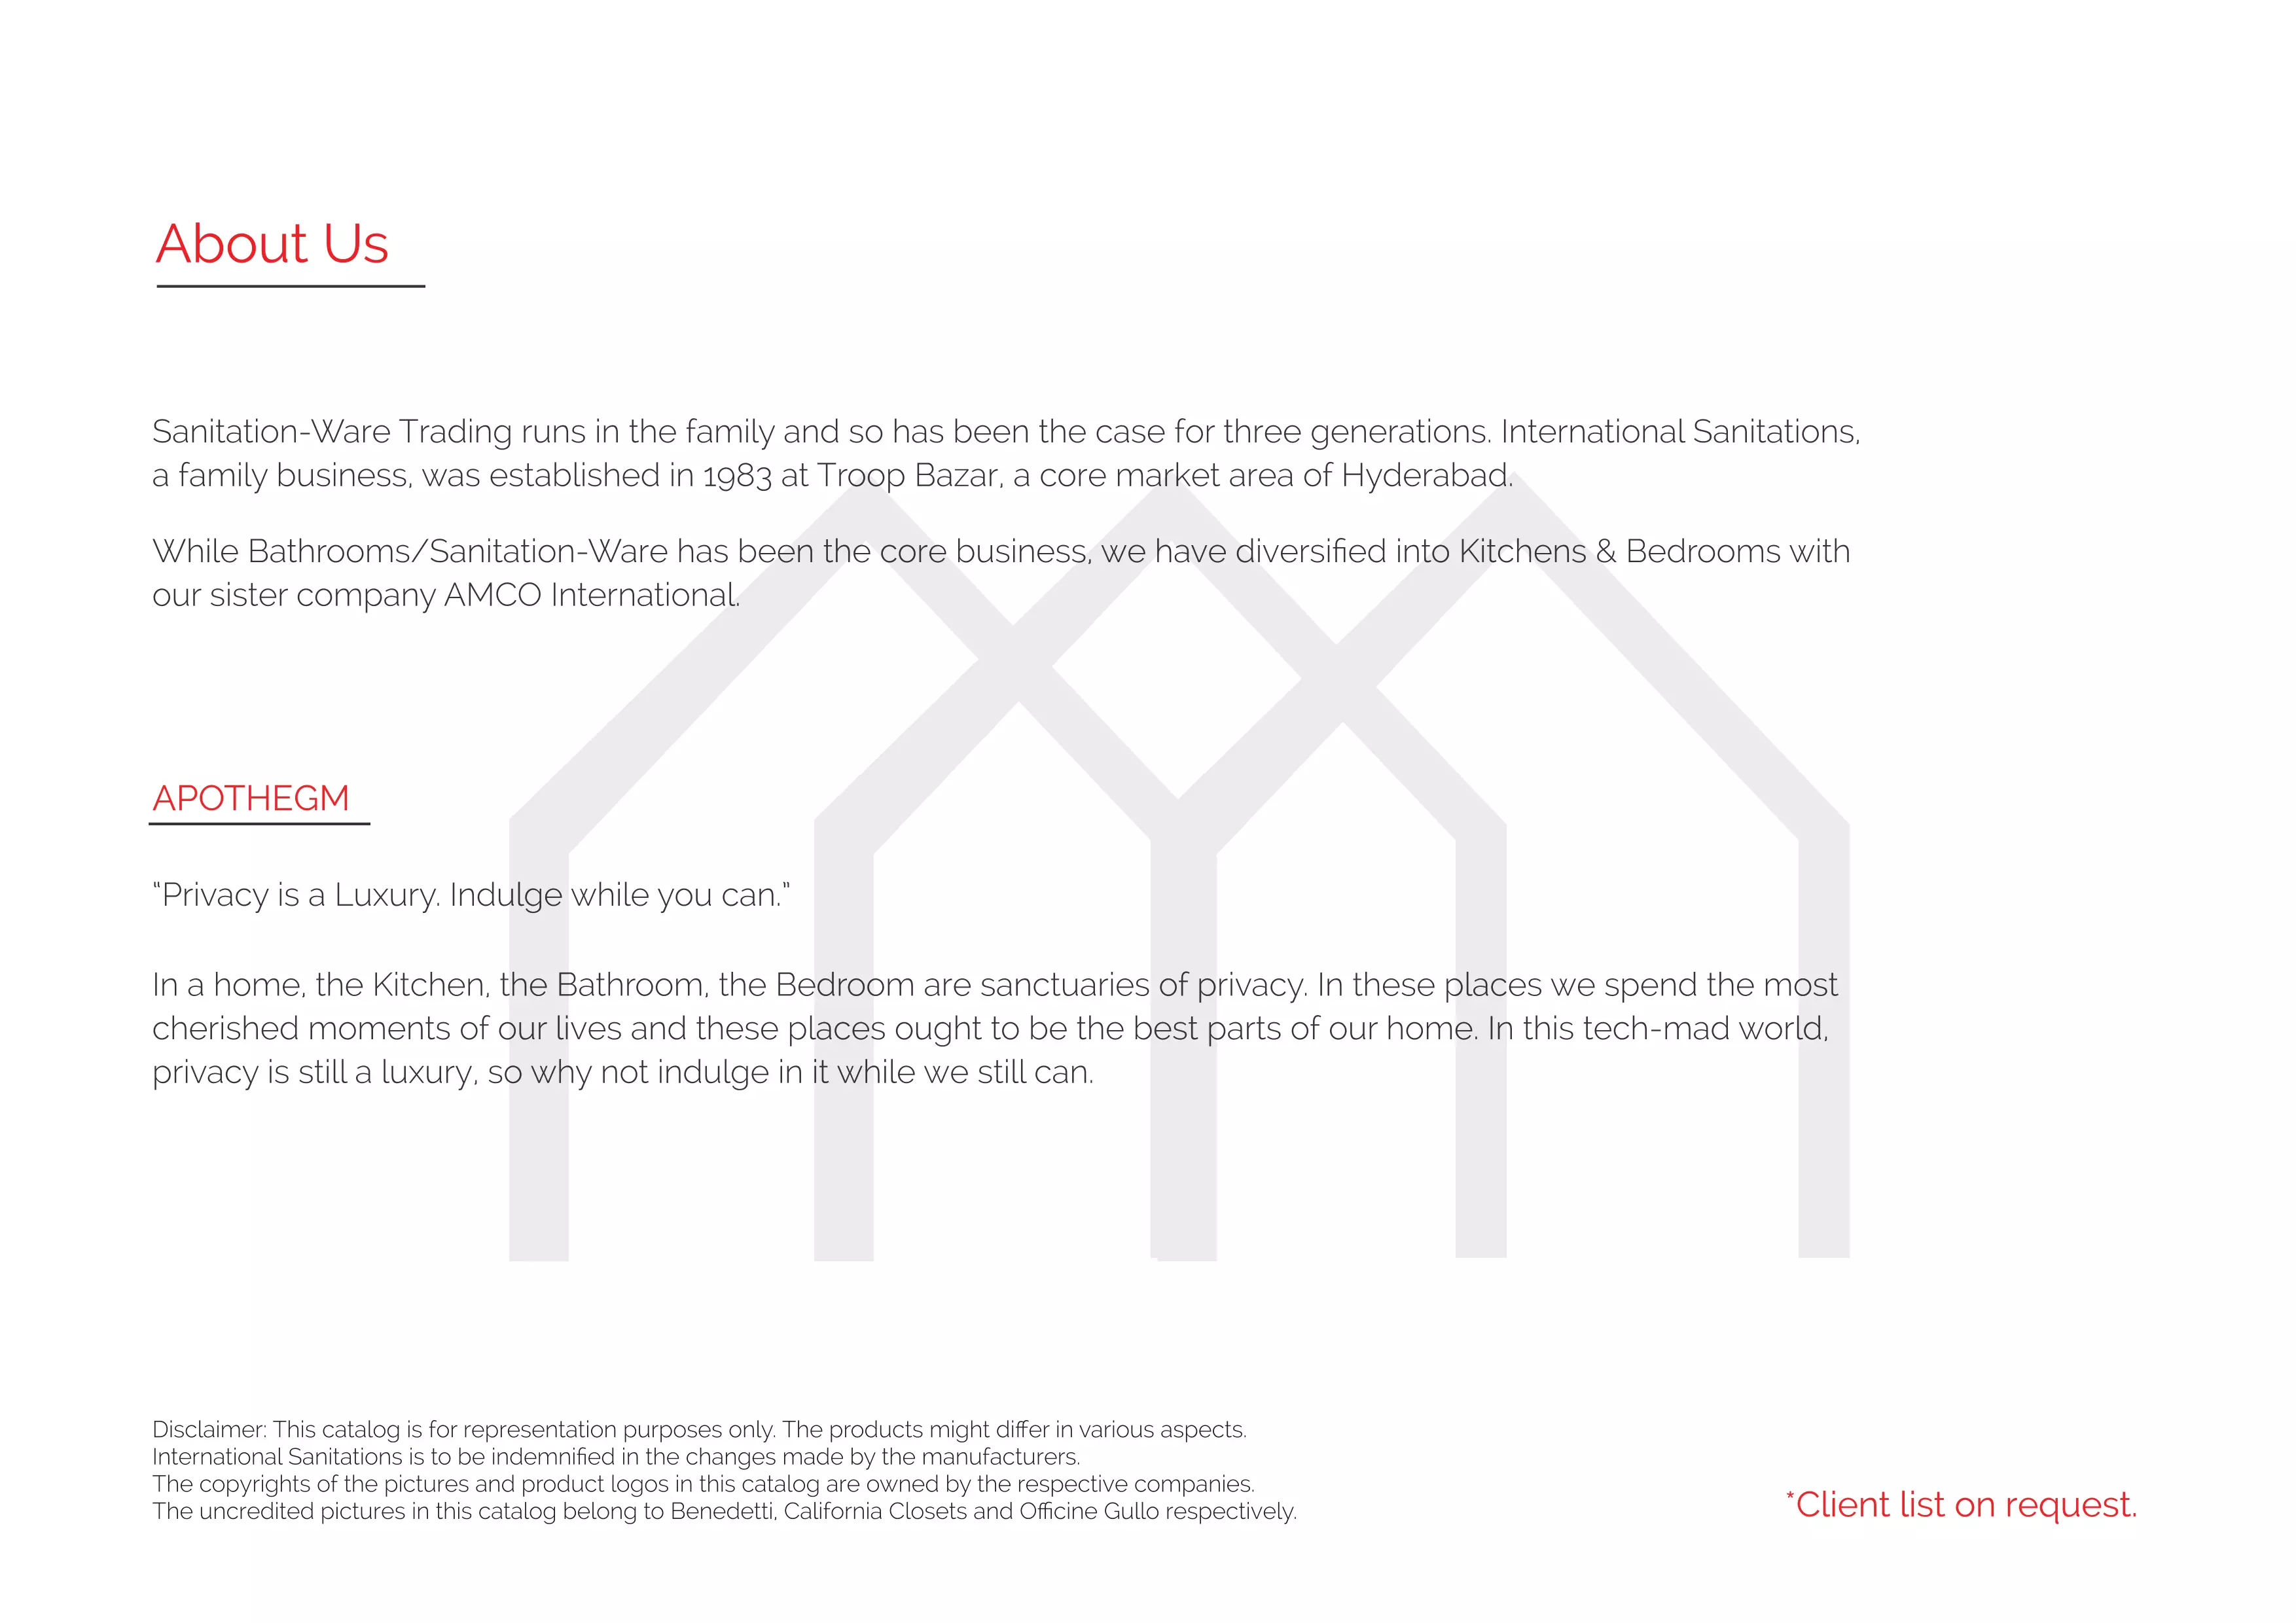 About Us
Sanitation-Ware Trading runs in the family and so has been the case for three generations. International Sanitations,
a family business, was established in 1983 at Troop Bazar, a core market area of Hyderabad.
While Bathrooms/Sanitation-Ware has been the core business, we have diversified into Kitchens & Bedrooms with
our sister company AMCO International.
APOTHEGM
“Privacy is a Luxury. Indulge while you can.”
In a home, the Kitchen, the Bathroom, the Bedroom are sanctuaries of privacy. In these places we spend the most
cherished moments of our lives and these places ought to be the best parts of our home. In this tech-mad world,
privacy is still a luxury, so why not indulge in it while we still can.
Disclaimer: This catalog is for representation purposes only. The products might differ in various aspects.
International Sanitations is to be indemnified in the changes made by the manufacturers.
The copyrights of the pictures and product logos in this catalog are owned by the respective companies.
The uncredited pictures in this catalog belong to Benedetti, California Closets and Officine Gullo respectively.
*Client list on request.